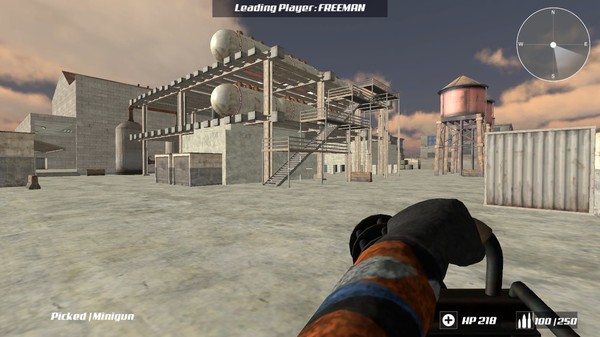 Leading Player: FREEMAN
N
W
E
S
Picked | Minigun
HP 218
100 | 250